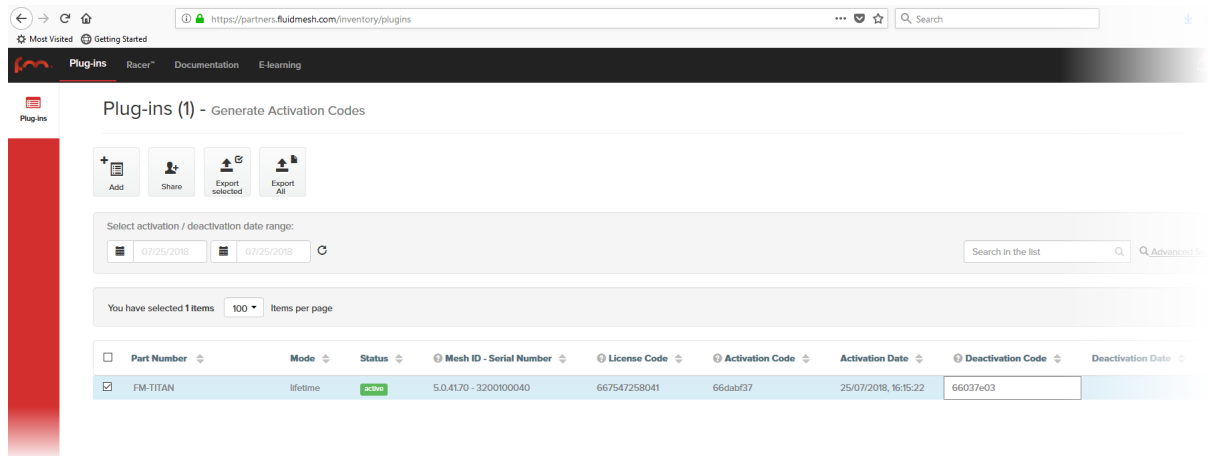 https://partners.fluidmesh.com/inventory/plugins
Search
Most Visited Getting Started
fm. Plug-ins Racer™ Documentation E-learning
Plug-ins
Plug-ins (1) - Generate Activation Codes
Add Share Export selected Export All
Select activation / deactivation date range:
07/25/2018 07/25/2018 Search in the list Advanced
You have selected 1 items 100 Items per page
Part Number Mode Status Mesh ID - Serial Number License Code Activation Code Activation Date Deactivation Code Deactivation Date
FM-TITAN lifetime active 5.0.41.70 - 3200100040 667547258041 66dabf37 25/07/2018, 16:15:22 66037e03